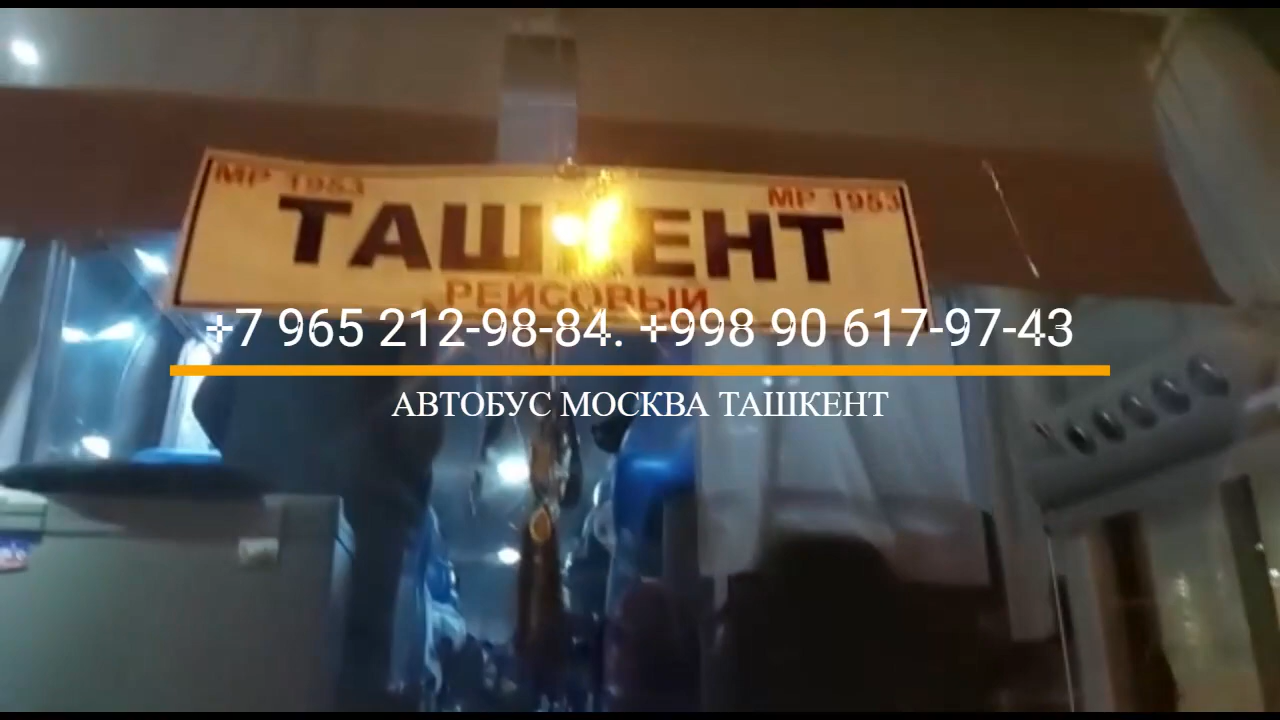 МР 1953
МР 1953
ТАШКЕНТ
РЕЙСОВЫЙ
+7 965 212-98-84. +998 90 617-97-43
АВТОБУС МОСКВА ТАШКЕНТ